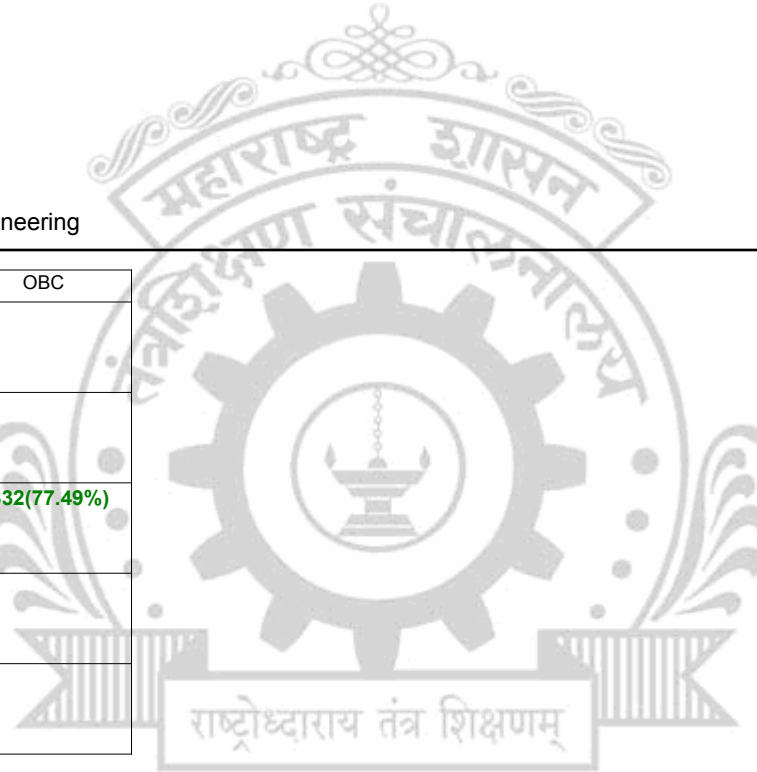 महाराष्ट्र शासन
तंत्रशिक्षण संचालनालय
neering
OBC
32(77.49%)
राष्ट्रोध्दाराय तंत्र शिक्षणम्